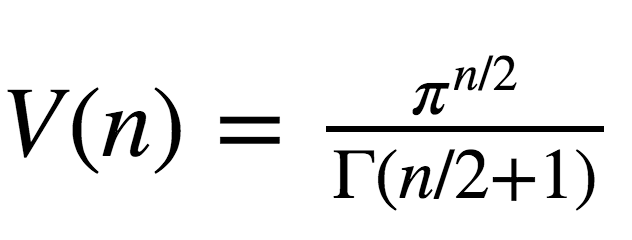 V(n) = π^{n/2} / Γ(n/2+1)